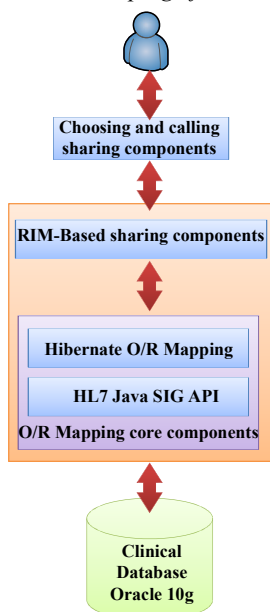 Choosing and calling
sharing components
RIM-Based sharing components
Hibernate O/R Mapping
HL7 Java SIG API
O/R Mapping core components
Clinical
Database
Oracle 10g